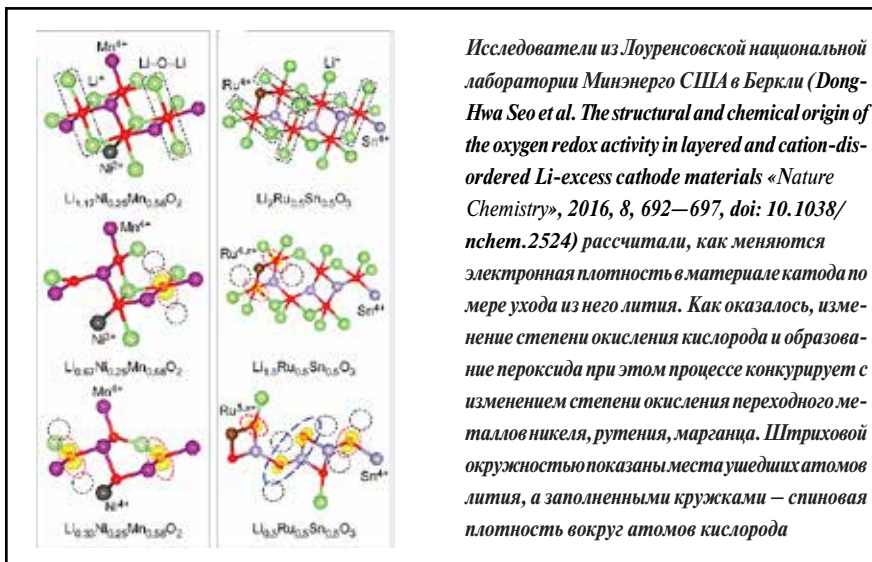 Mn⁴⁺
Li⁺
Li–O–Li
Ni²⁺
Li₁.₁₇Ni₀.₂₅Mn₀.₅₈O₂
Mn⁴⁺
Ni³⁺
Li₀.₆₇Ni₀.₂₅Mn₀.₅₈O₂
Mn⁴⁺
Ni⁴⁺
Li₀.₃₃Ni₀.₂₅Mn₀.₅₈O₂
Ru⁴⁺
Li⁺
Sn⁴⁺
Li₂Ru₀.₅Sn₀.₅O₃
Sn⁴⁺
Li₁.₅Ru₀.₅Sn₀.₅O₃
Sn⁴⁺
Li₀.₅Ru₀.₅Sn₀.₅O₃
Исследователи из Лоуренсовской национальной
лаборатории Минэнерго США в Беркли (Dong-
Hwa Seo et al. The structural and chemical origin of
the oxygen redox activity in layered and cation-dis-
ordered Li-excess cathode materials «Nature
Chemistry», 2016, 8, 692—697, doi: 10.1038/
nchem.2524) рассчитали, как меняются
электронная плотность в материале катода по
мере ухода из него лития. Как оказалось, изме-
нение степени окисления кислорода и образова-
ние пероксида при этом процессе конкурирует с
изменением степени окисления переходного ме-
таллов никеля, рутения, марганца. Штриховой
окружностью показаны места ушедших атомов
лития, а заполненными кружками — спиновая
плотность вокруг атомов кислорода